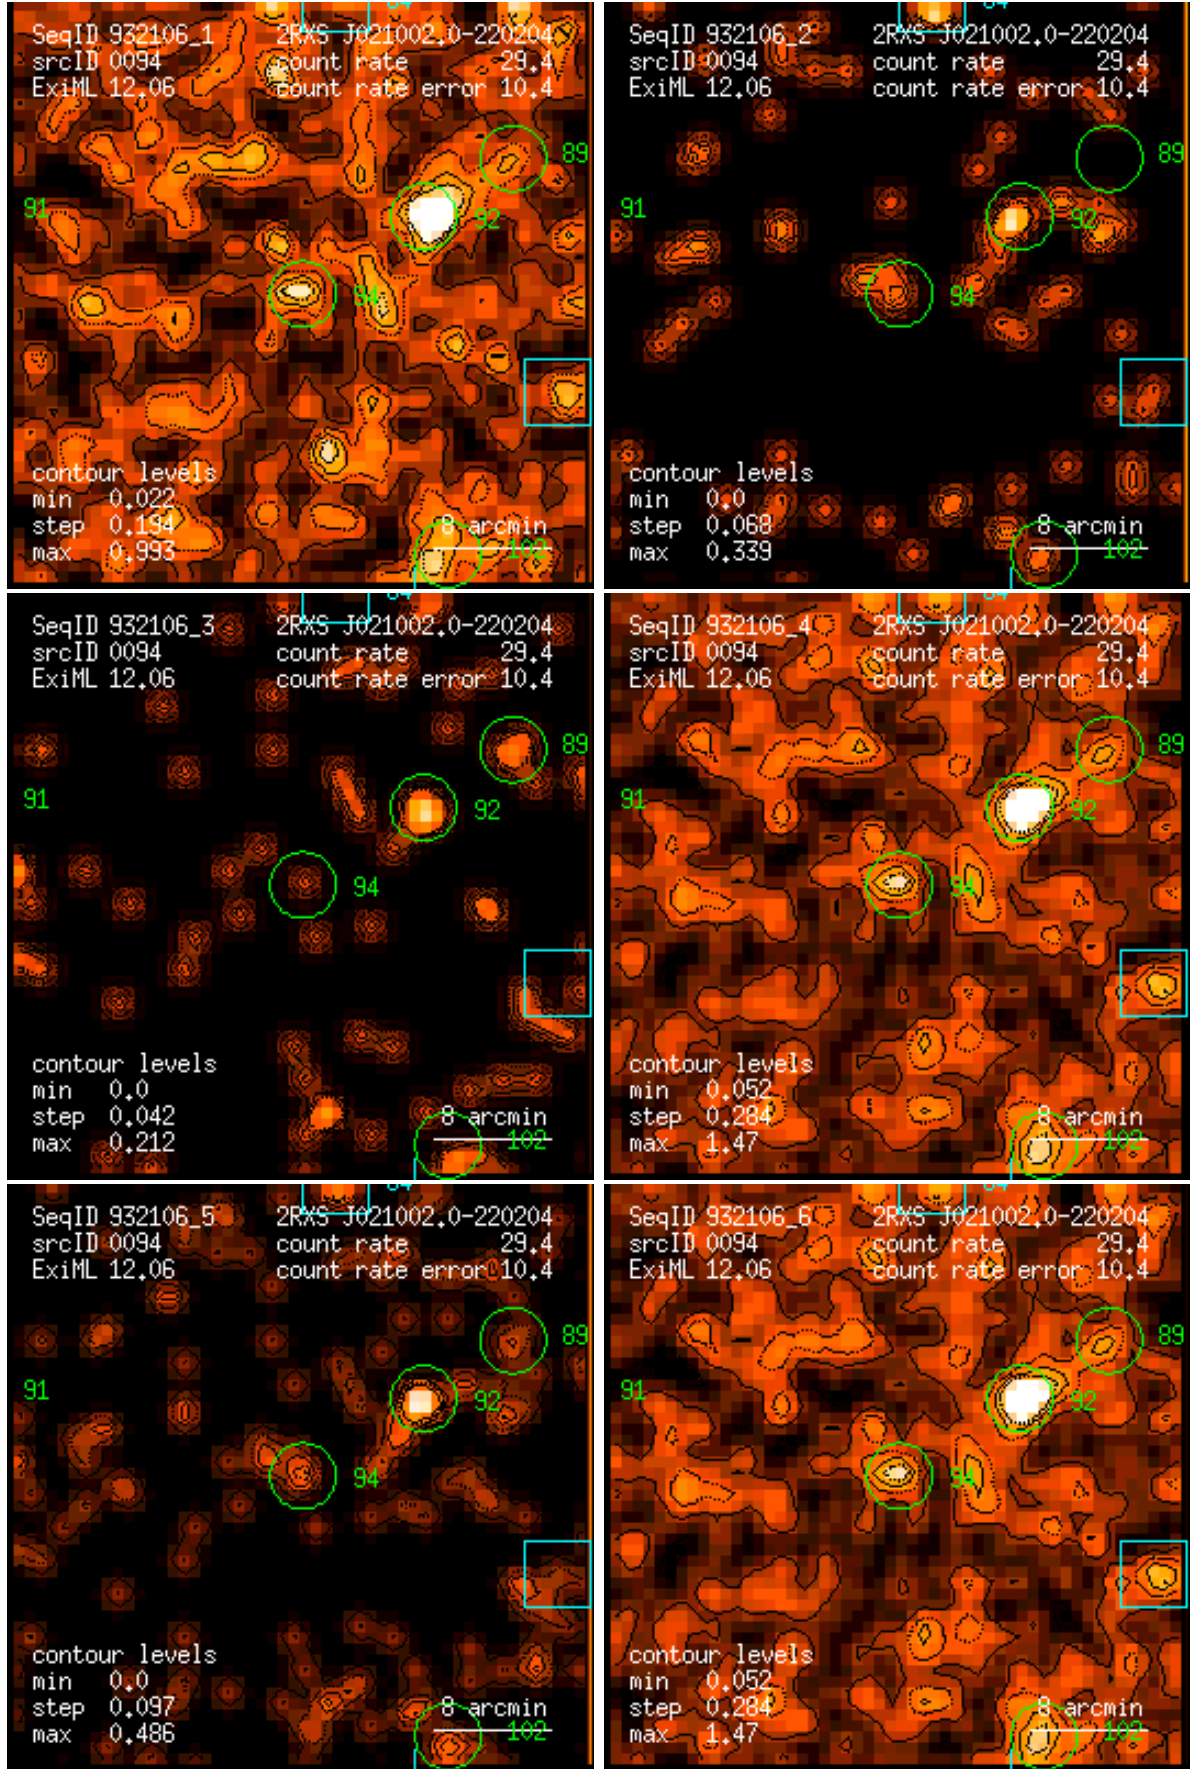 84
SeqID 932106_1 2RXS J021002.0-220204
srcID 0094 count rate 29.4
ExiML 12.06 count rate error 10.4
89
91
92
94
contour levels
min 0.022
step 0.194 8 arcmin
max 0.993 102
84
SeqID 932106_2 2RXS J021002.0-220204
srcID 0094 count rate 29.4
ExiML 12.06 count rate error 10.4
89
91
92
94
contour levels
min 0.0
step 0.068 8 arcmin
max 0.339 102
84
SeqID 932106_3 2RXS J021002.0-220204
srcID 0094 count rate 29.4
ExiML 12.06 count rate error 10.4
89
91
92
94
contour levels
min 0.0
step 0.042 8 arcmin
max 0.212 102
84
SeqID 932106_4 2RXS J021002.0-220204
srcID 0094 count rate 29.4
ExiML 12.06 count rate error 10.4
89
91
92
94
contour levels
min 0.052
step 0.284 8 arcmin
max 1.47 102
84
SeqID 932106_5 2RXS J021002.0-220204
srcID 0094 count rate 29.4
ExiML 12.06 count rate error 10.4
89
91
92
94
contour levels
min 0.0
step 0.097 8 arcmin
max 0.486 102
84
SeqID 932106_6 2RXS J021002.0-220204
srcID 0094 count rate 29.4
ExiML 12.06 count rate error 10.4
89
91
92
94
contour levels
min 0.052
step 0.284 8 arcmin
max 1.47 102